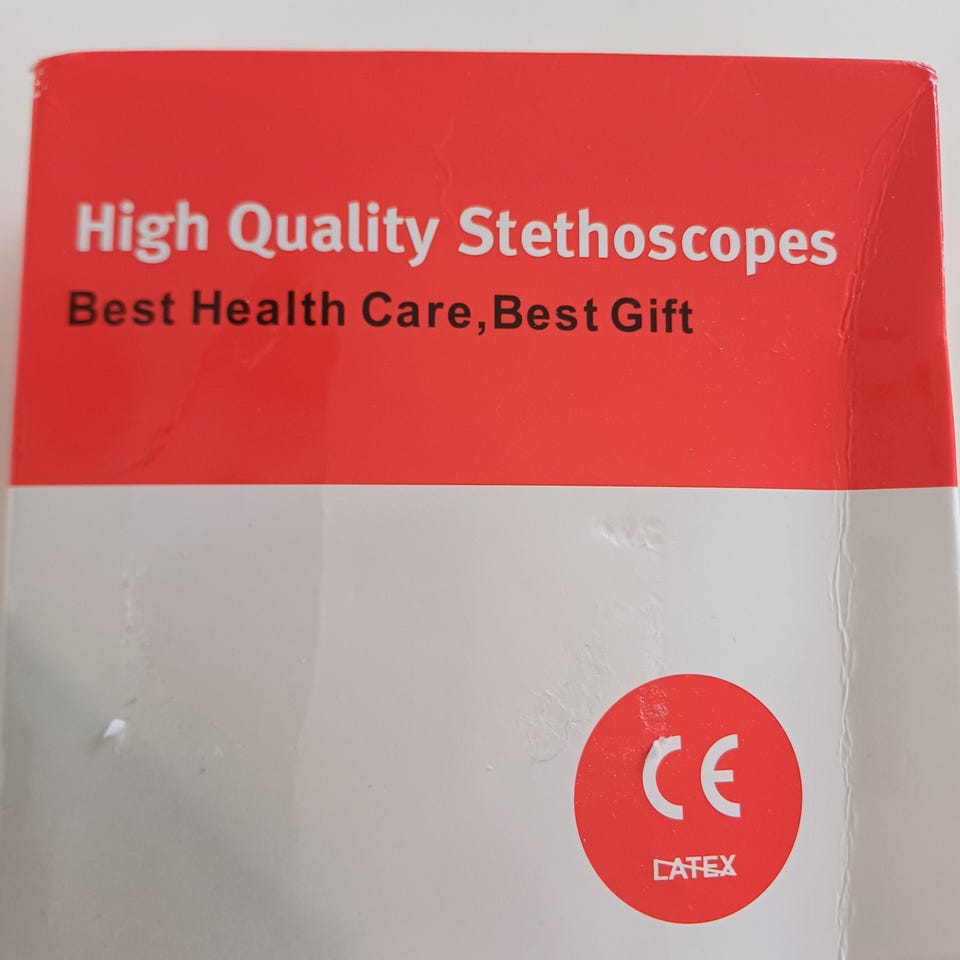 High Quality Stethoscopes
Best Health Care,Best Gift
CE
LATEX